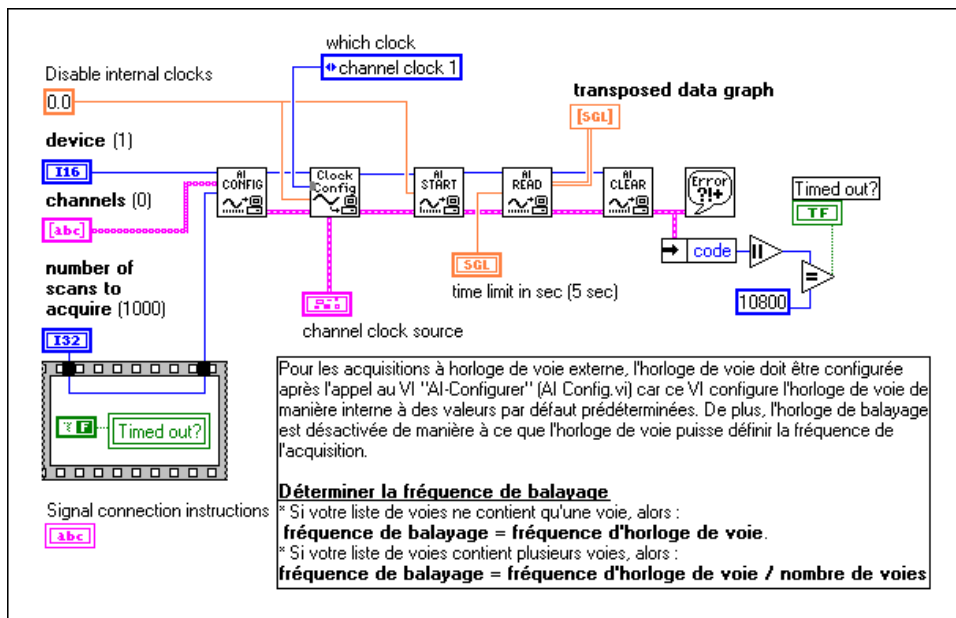 which clock
channel clock 1
Disable internal clocks
0.0
transposed data graph
[SGL]
device (1)
I16
AI CONFIG
Clock Config
AI START
AI READ
AI CLEAR
Error ?!+
channels (0)
[abc]
Timed out?
TF
code
=
10800
number of
scans to
acquire (1000)
I32
SGL
time limit in sec (5 sec)
channel clock source
F
Timed out?
Signal connection instructions
abc
Pour les acquisitions à horloge de voie externe, l'horloge de voie doit être configurée
après l'appel au VI "AI-Configurer" (AI Config.vi) car ce VI configure l'horloge de voie de
manière interne à des valeurs par défaut prédéterminées. De plus, l'horloge de balayage
est désactivée de manière à ce que l'horloge de voie puisse définir la fréquence de
l'acquisition.
Déterminer la fréquence de balayage
* Si votre liste de voies ne contient qu'une voie, alors :
fréquence de balayage = fréquence d'horloge de voie.
* Si votre liste de voies contient plusieurs voies, alors :
fréquence de balayage = fréquence d'horloge de voie / nombre de voies